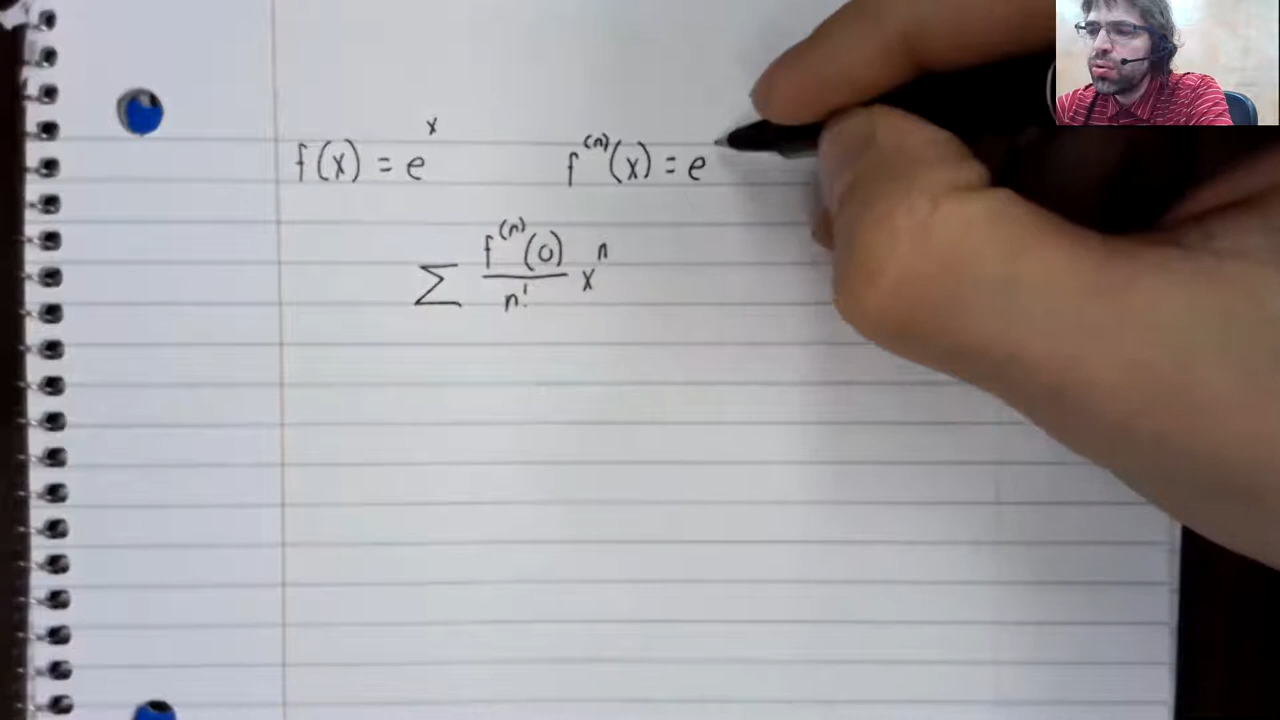 f(x) = e^x f^(n)(x) = e
∑ f^(n)(0)/n! x^n